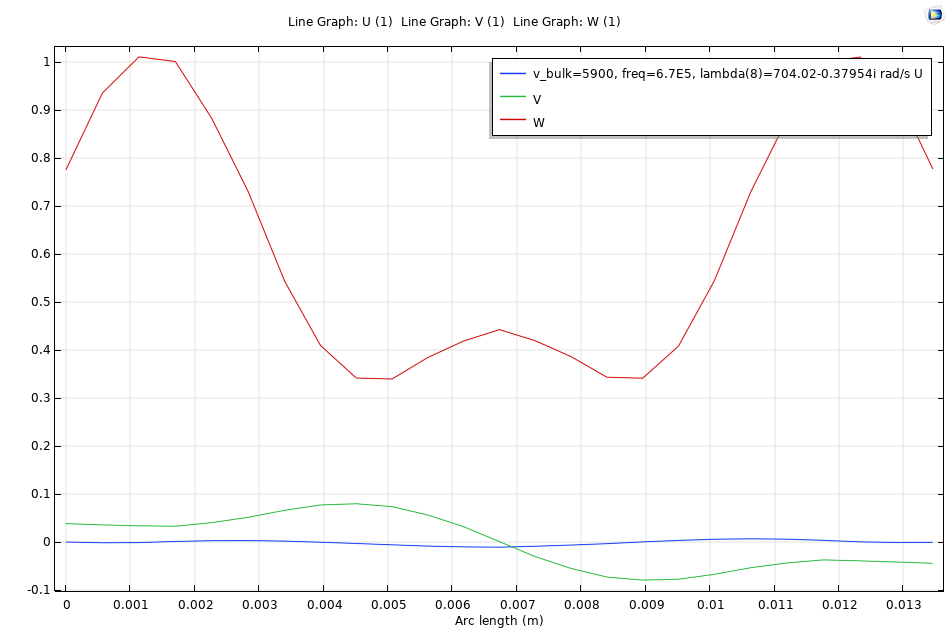 Line Graph: U (1) Line Graph: V (1) Line Graph: W (1)
v_bulk=5900, freq=6.7E5, lambda(8)=704.02-0.37954i rad/s U
V
W
1
0.9
0.8
0.7
0.6
0.5
0.4
0.3
0.2
0.1
0
-0.1
0 0.001 0.002 0.003 0.004 0.005 0.006 0.007 0.008 0.009 0.01 0.011 0.012 0.013
Arc length (m)